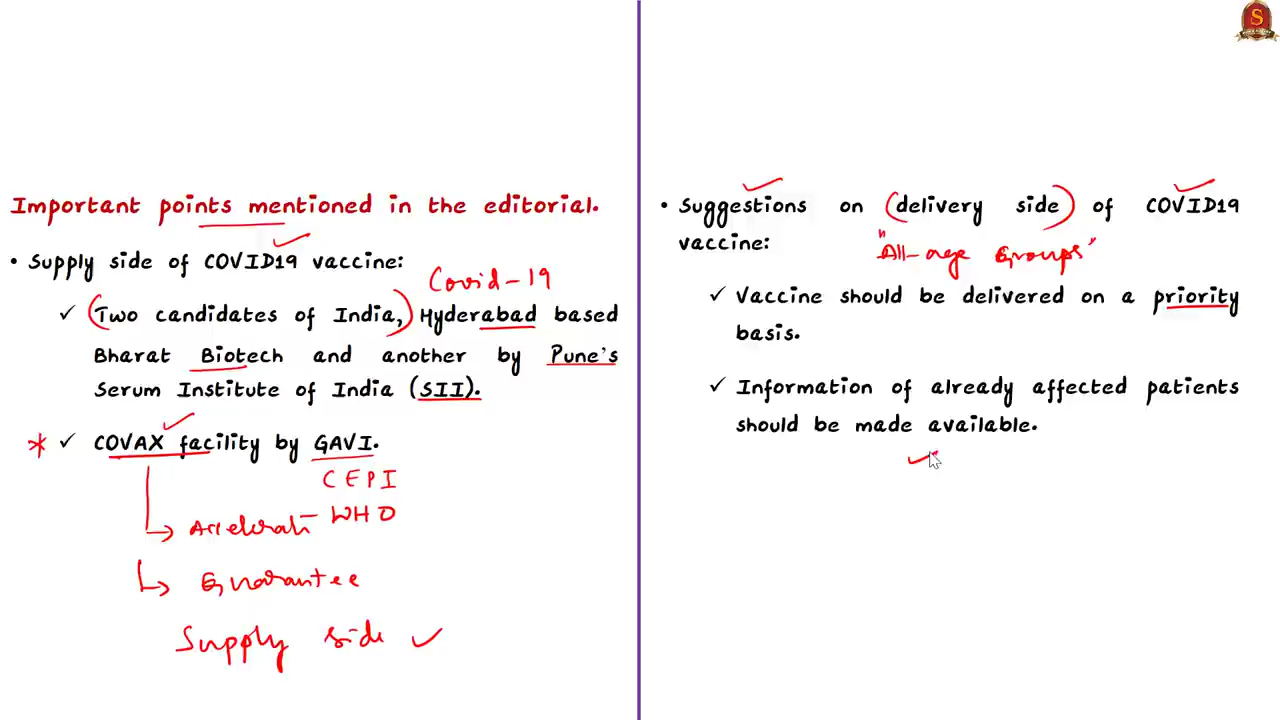 Important points mentioned in the editorial.
• Supply side of COVID19 vaccine:
Covid-19
✓ (Two candidates of India,) Hyderabad based
Bharat Biotech and another by Pune's
Serum Institute of India (SII).
* ✓ COVAX facility by GAVI.
CEPI
WHO
→ Accelerate
→ Guarantee
Supply side ✓
• Suggestions on (delivery side) of COVID19
vaccine:
"All-age Groups"
✓ Vaccine should be delivered on a priority
basis.
✓ Information of already affected patients
should be made available.
S